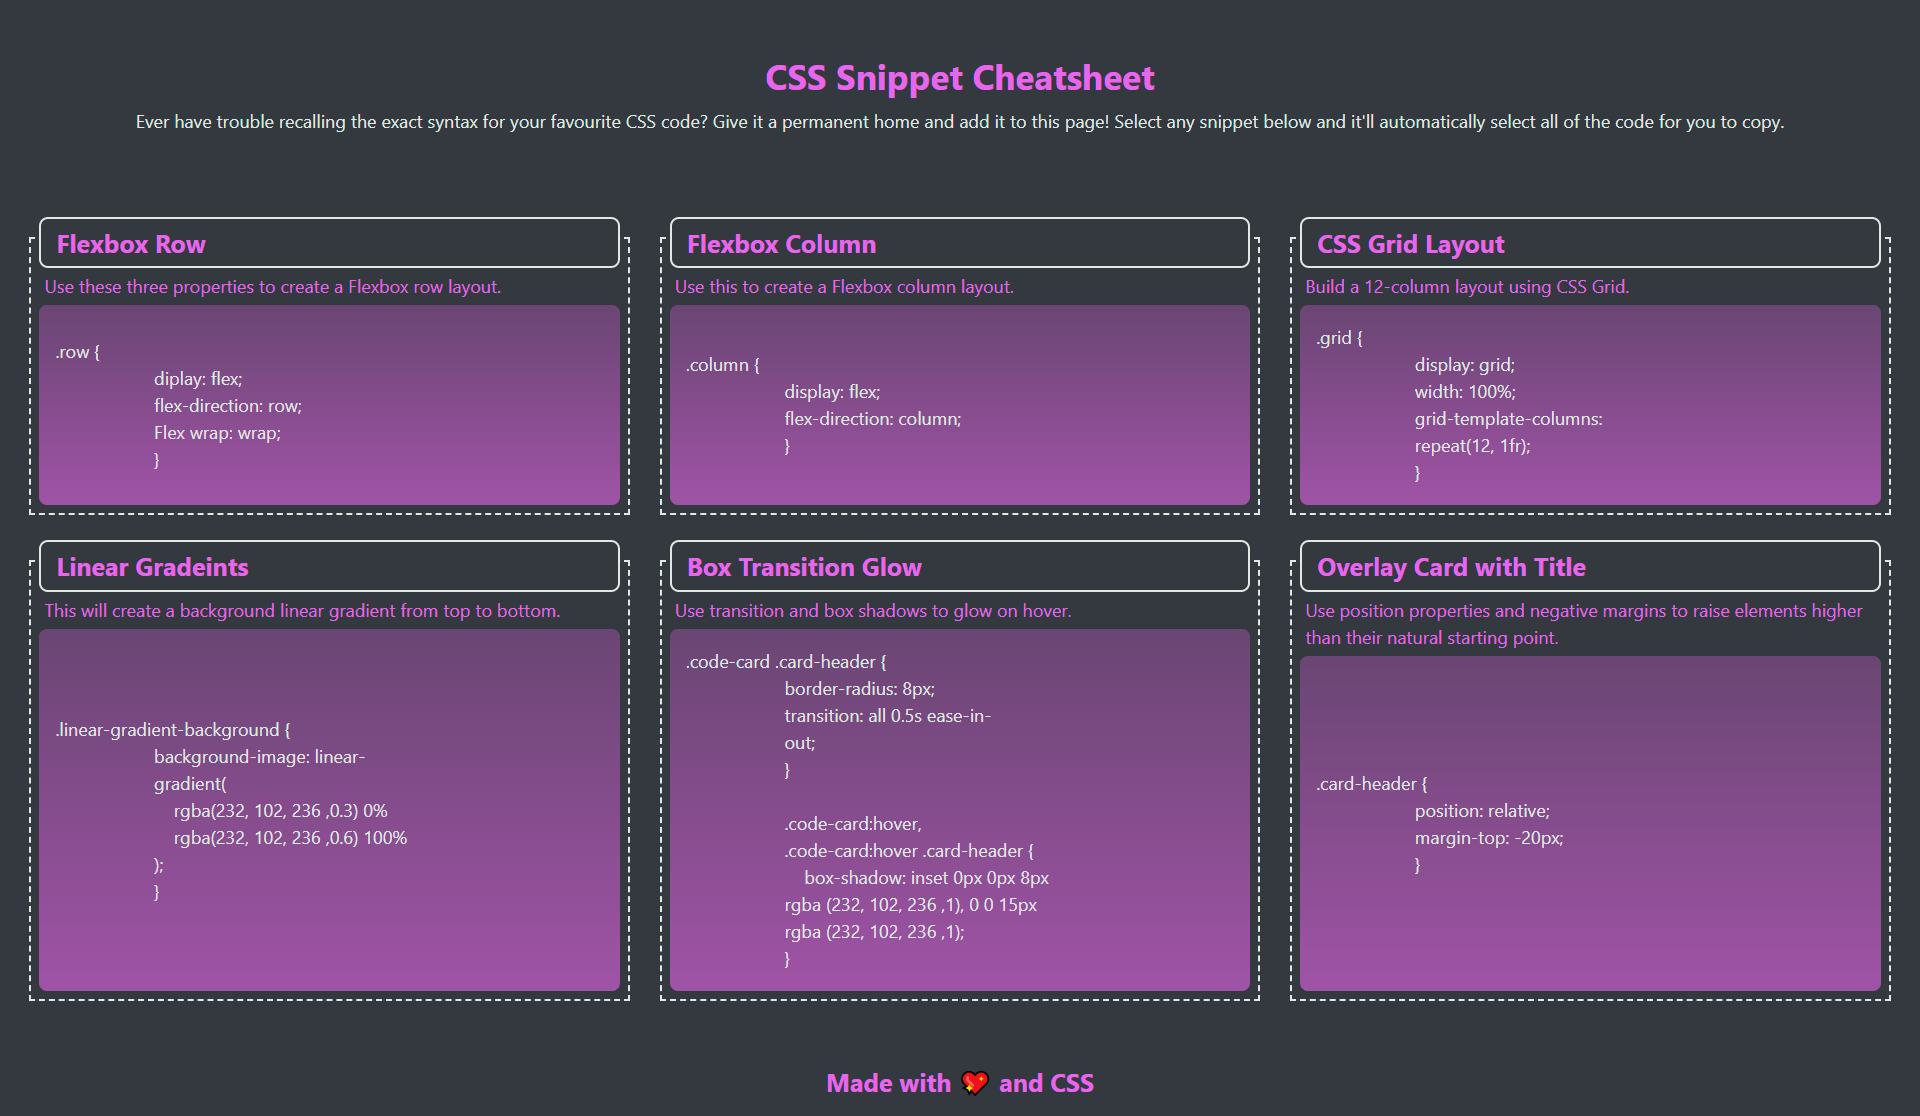 CSS Snippet Cheatsheet
Ever have trouble recalling the exact syntax for your favourite CSS code? Give it a permanent home and add it to this page! Select any snippet below and it'll automatically select all of the code for you to copy.
Flexbox Row
Use these three properties to create a Flexbox row layout.
.row {
diplay: flex;
flex-direction: row;
Flex wrap: wrap;
}
Flexbox Column
Use this to create a Flexbox column layout.
.column {
display: flex;
flex-direction: column;
}
CSS Grid Layout
Build a 12-column layout using CSS Grid.
.grid {
display: grid;
width: 100%;
grid-template-columns:
repeat(12, 1fr);
}
Linear Gradeints
This will create a background linear gradient from top to bottom.
.linear-gradient-background {
background-image: linear-
gradient(
rgba(232, 102, 236 ,0.3) 0%
rgba(232, 102, 236 ,0.6) 100%
);
}
Box Transition Glow
Use transition and box shadows to glow on hover.
.code-card .card-header {
border-radius: 8px;
transition: all 0.5s ease-in-
out;
}
.code-card:hover,
.code-card:hover .card-header {
box-shadow: inset 0px 0px 8px
rgba (232, 102, 236 ,1), 0 0 15px
rgba (232, 102, 236 ,1);
}
Overlay Card with Title
Use position properties and negative margins to raise elements higher
than their natural starting point.
.card-header {
position: relative;
margin-top: -20px;
}
Made with 💖 and CSS